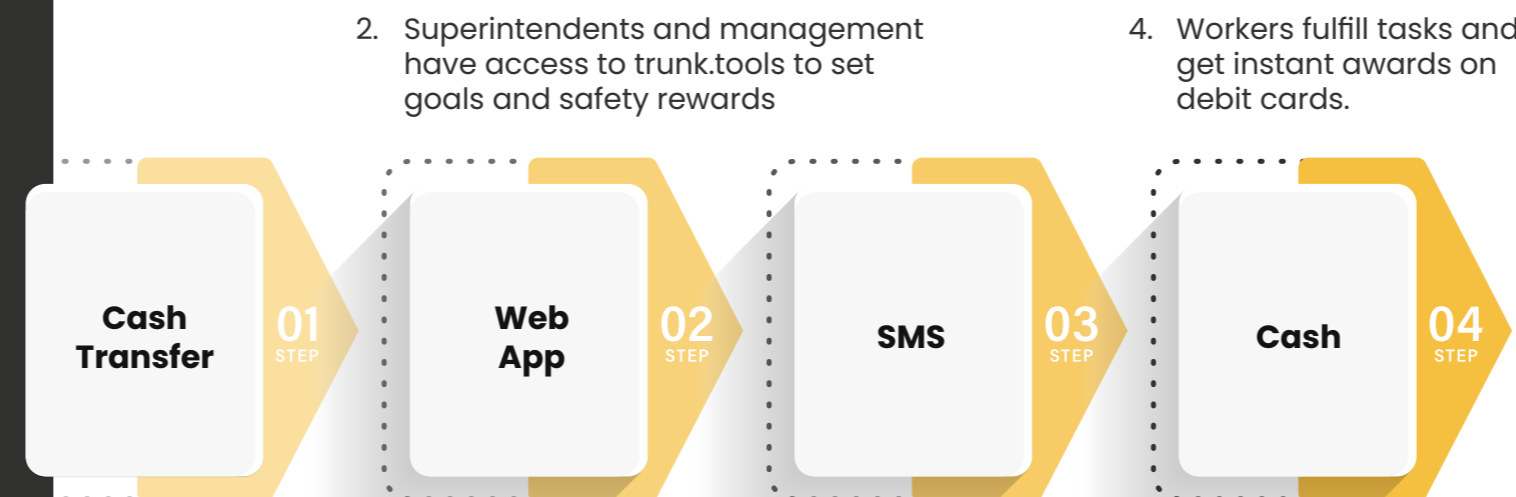 2. Superintendents and management
have access to trunk.tools to set
goals and safety rewards
4. Workers fulfill tasks and
get instant awards on
debit cards.
Cash
Transfer
01
STEP
Web
App
02
STEP
SMS
03
STEP
Cash
04
STEP